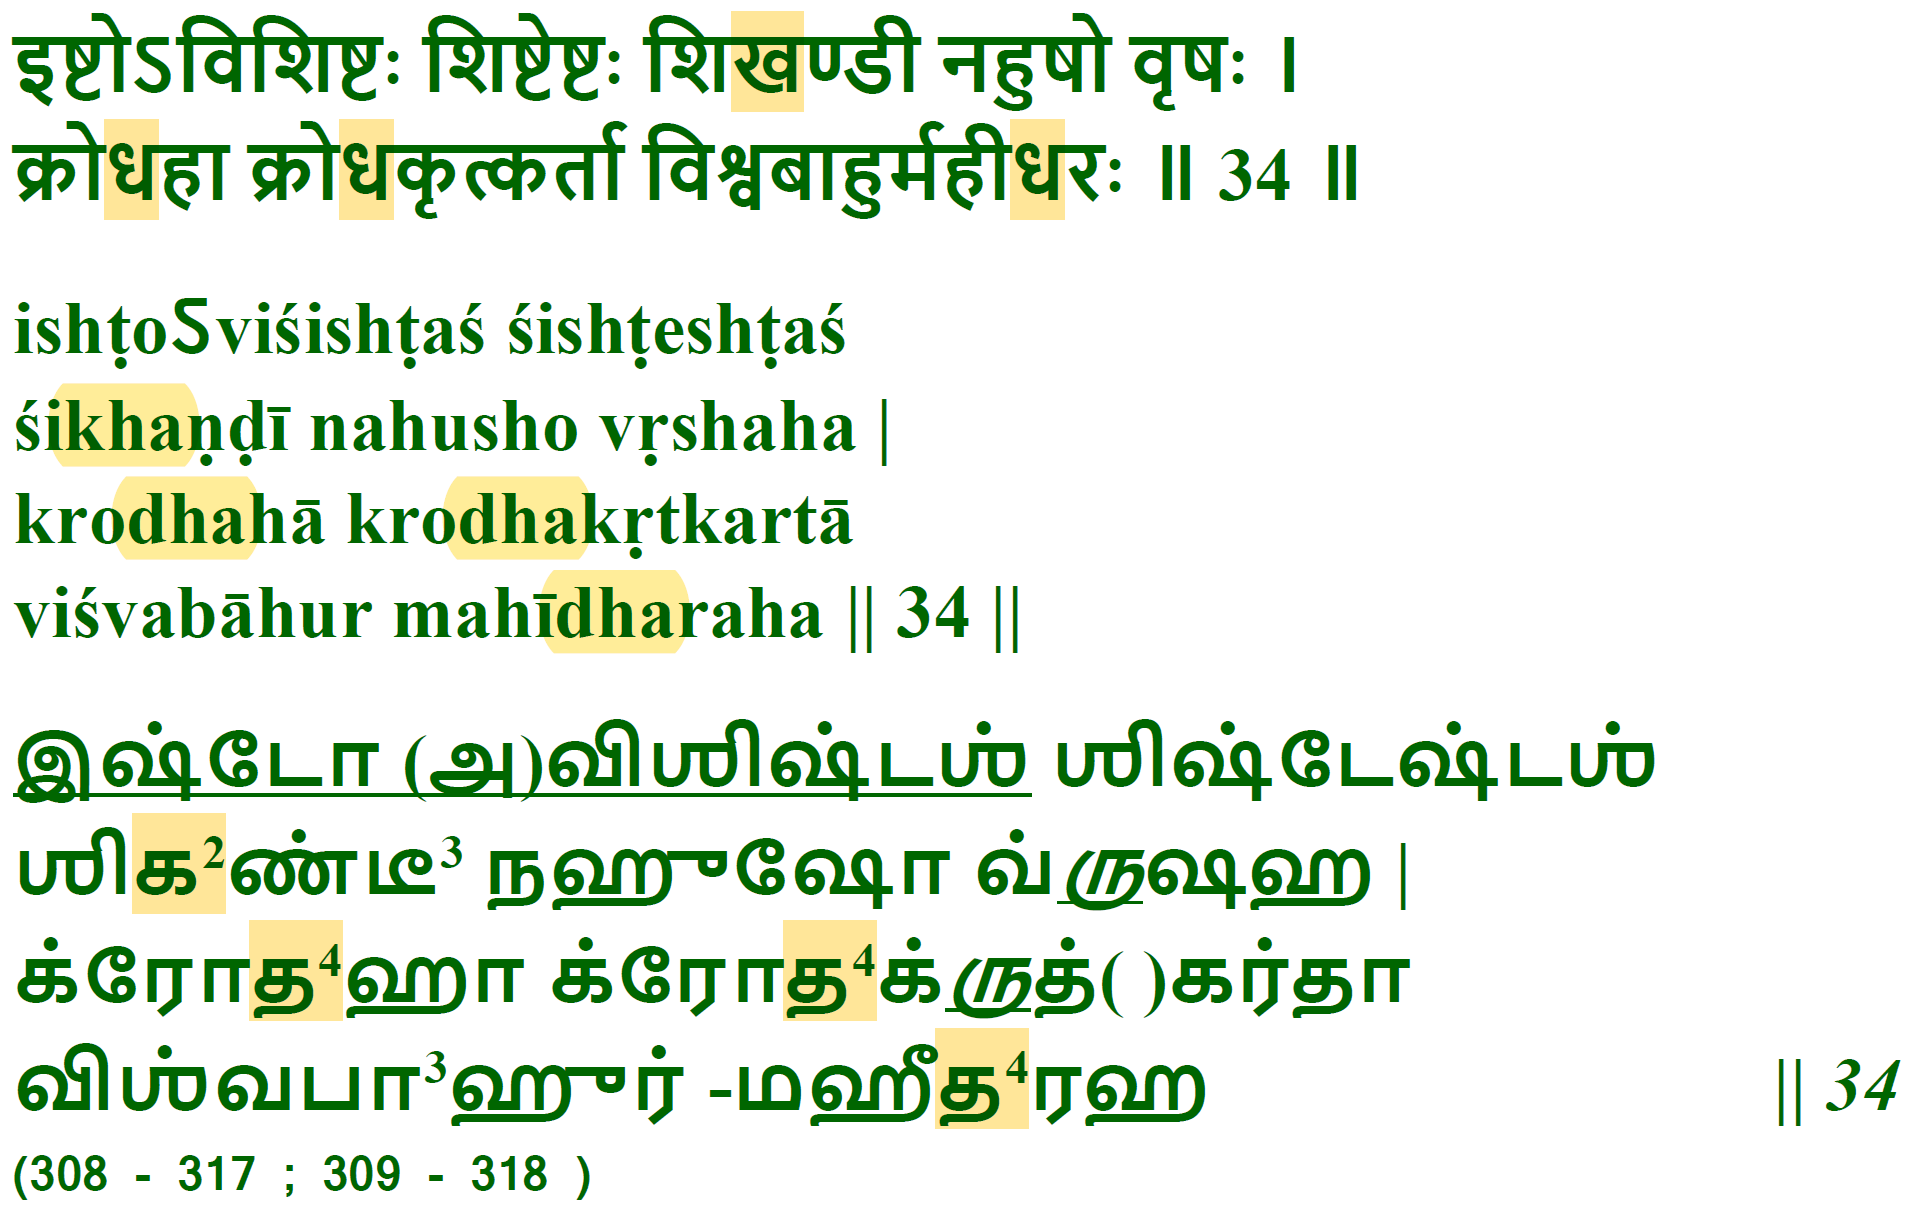 इष्टोऽविशिष्टः शिष्टेष्टः शिखण्डी नहुषो वृषः ।
क्रोधहा क्रोधकृत्कर्ता विश्वबाहुर्महीधरः ॥ 34 ॥
ishṭoऽviśishṭaś śishṭeshṭaś
śikhaṇḍī nahusho vṛshaha |
krodhahā krodhakṛtkartā
viśvabāhur mahīdharaha || 34 ||
இஷ்டோ (அ)விஶிஷ்டஶ் ஶிஷ்டேஷ்டஶ்
ஶிக²ண்டீ³ நஹுஷோ வ்ருஷஹ |
க்ரோத⁴ஹா க்ரோத⁴க்ருத்( )கர்தா
விஶ்வபா³ஹுர் -மஹீத⁴ரஹ || 34
(308 - 317 ; 309 - 318 )